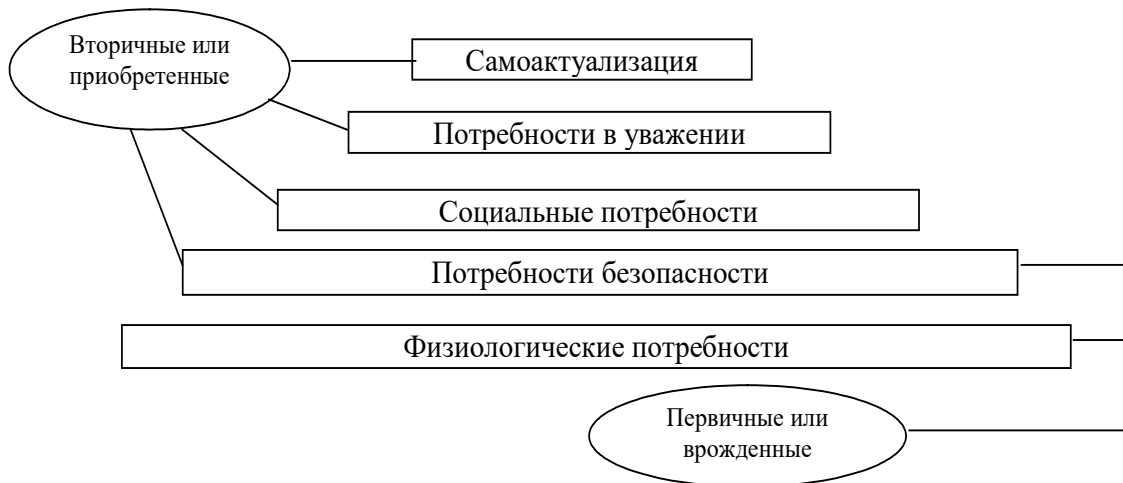 Вторичные или
приобретенные
Самоактуализация
Потребности в уважении
Социальные потребности
Потребности безопасности
Физиологические потребности
Первичные или
врожденные